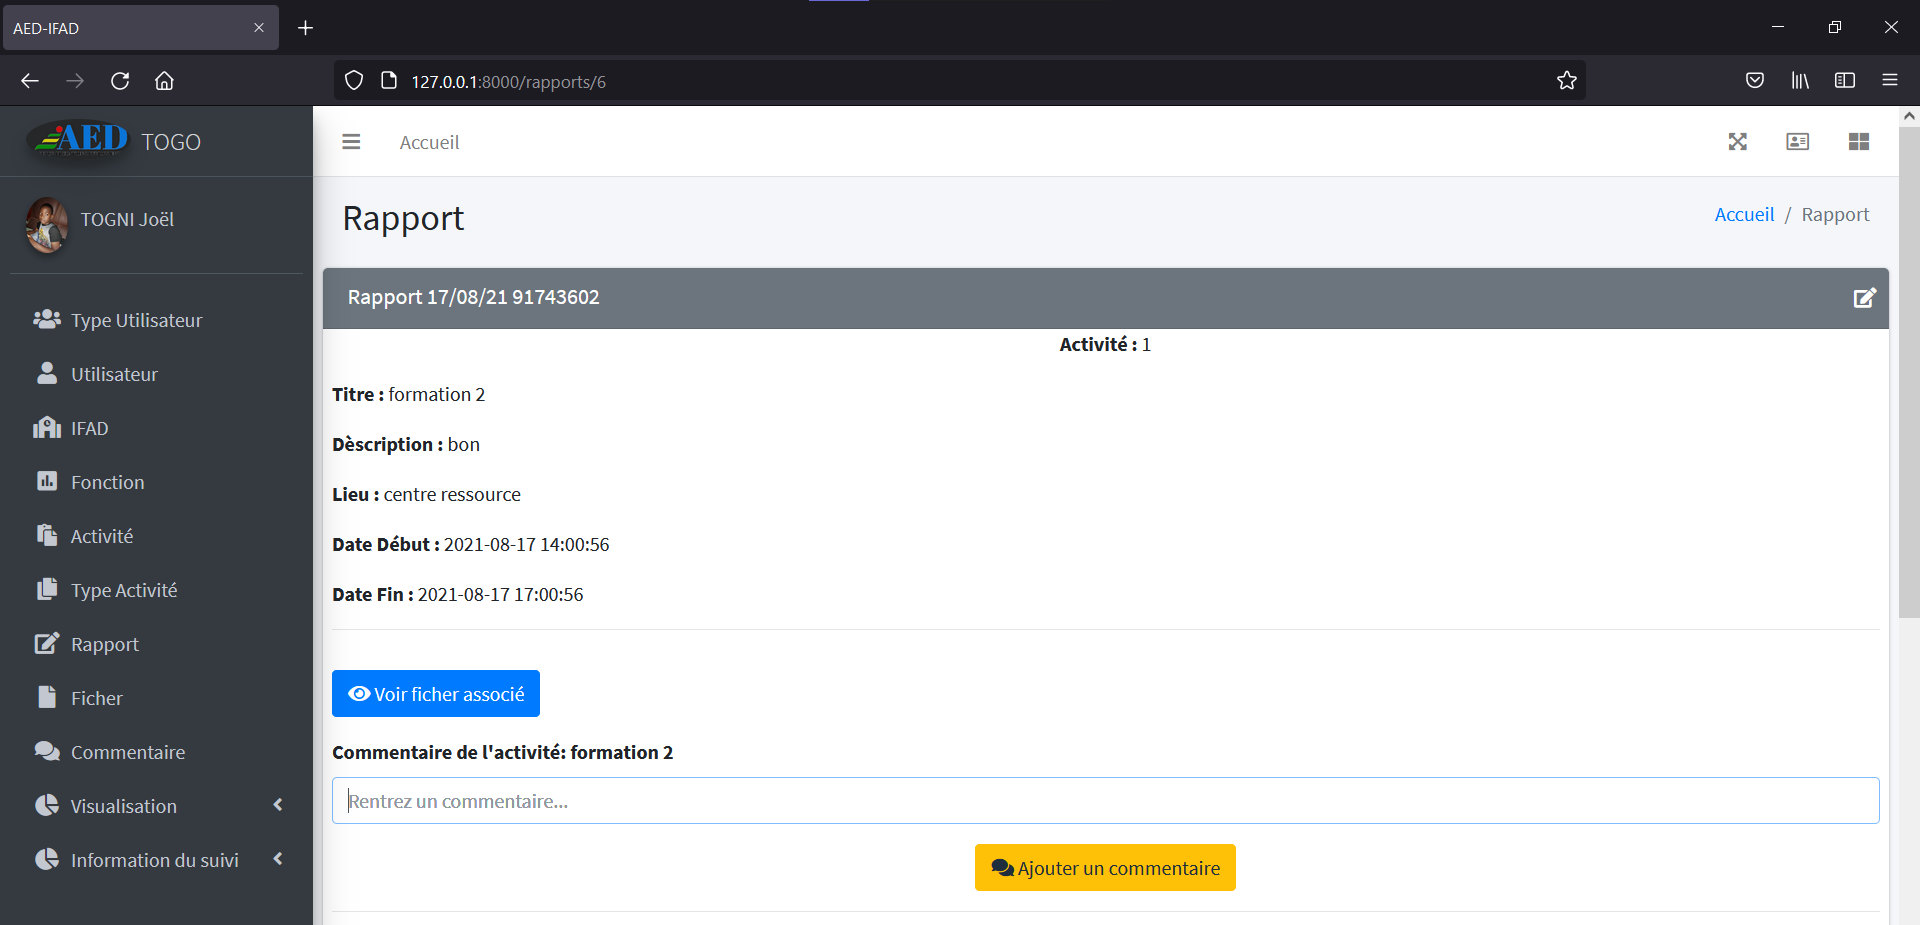 AED-IFAD
127.0.0.1:8000/rapports/6
AED TOGO
Accueil
TOGNI Joël
Rapport
Accueil / Rapport
Type Utilisateur
Utilisateur
IFAD
Fonction
Activité
Type Activité
Rapport
Ficher
Commentaire
Visualisation
Information du suivi
Rapport 17/08/21 91743602
Activité : 1
Titre : formation 2
Dèscription : bon
Lieu : centre ressource
Date Début : 2021-08-17 14:00:56
Date Fin : 2021-08-17 17:00:56
Voir ficher associé
Commentaire de l'activité: formation 2
Rentrez un commentaire...
Ajouter un commentaire